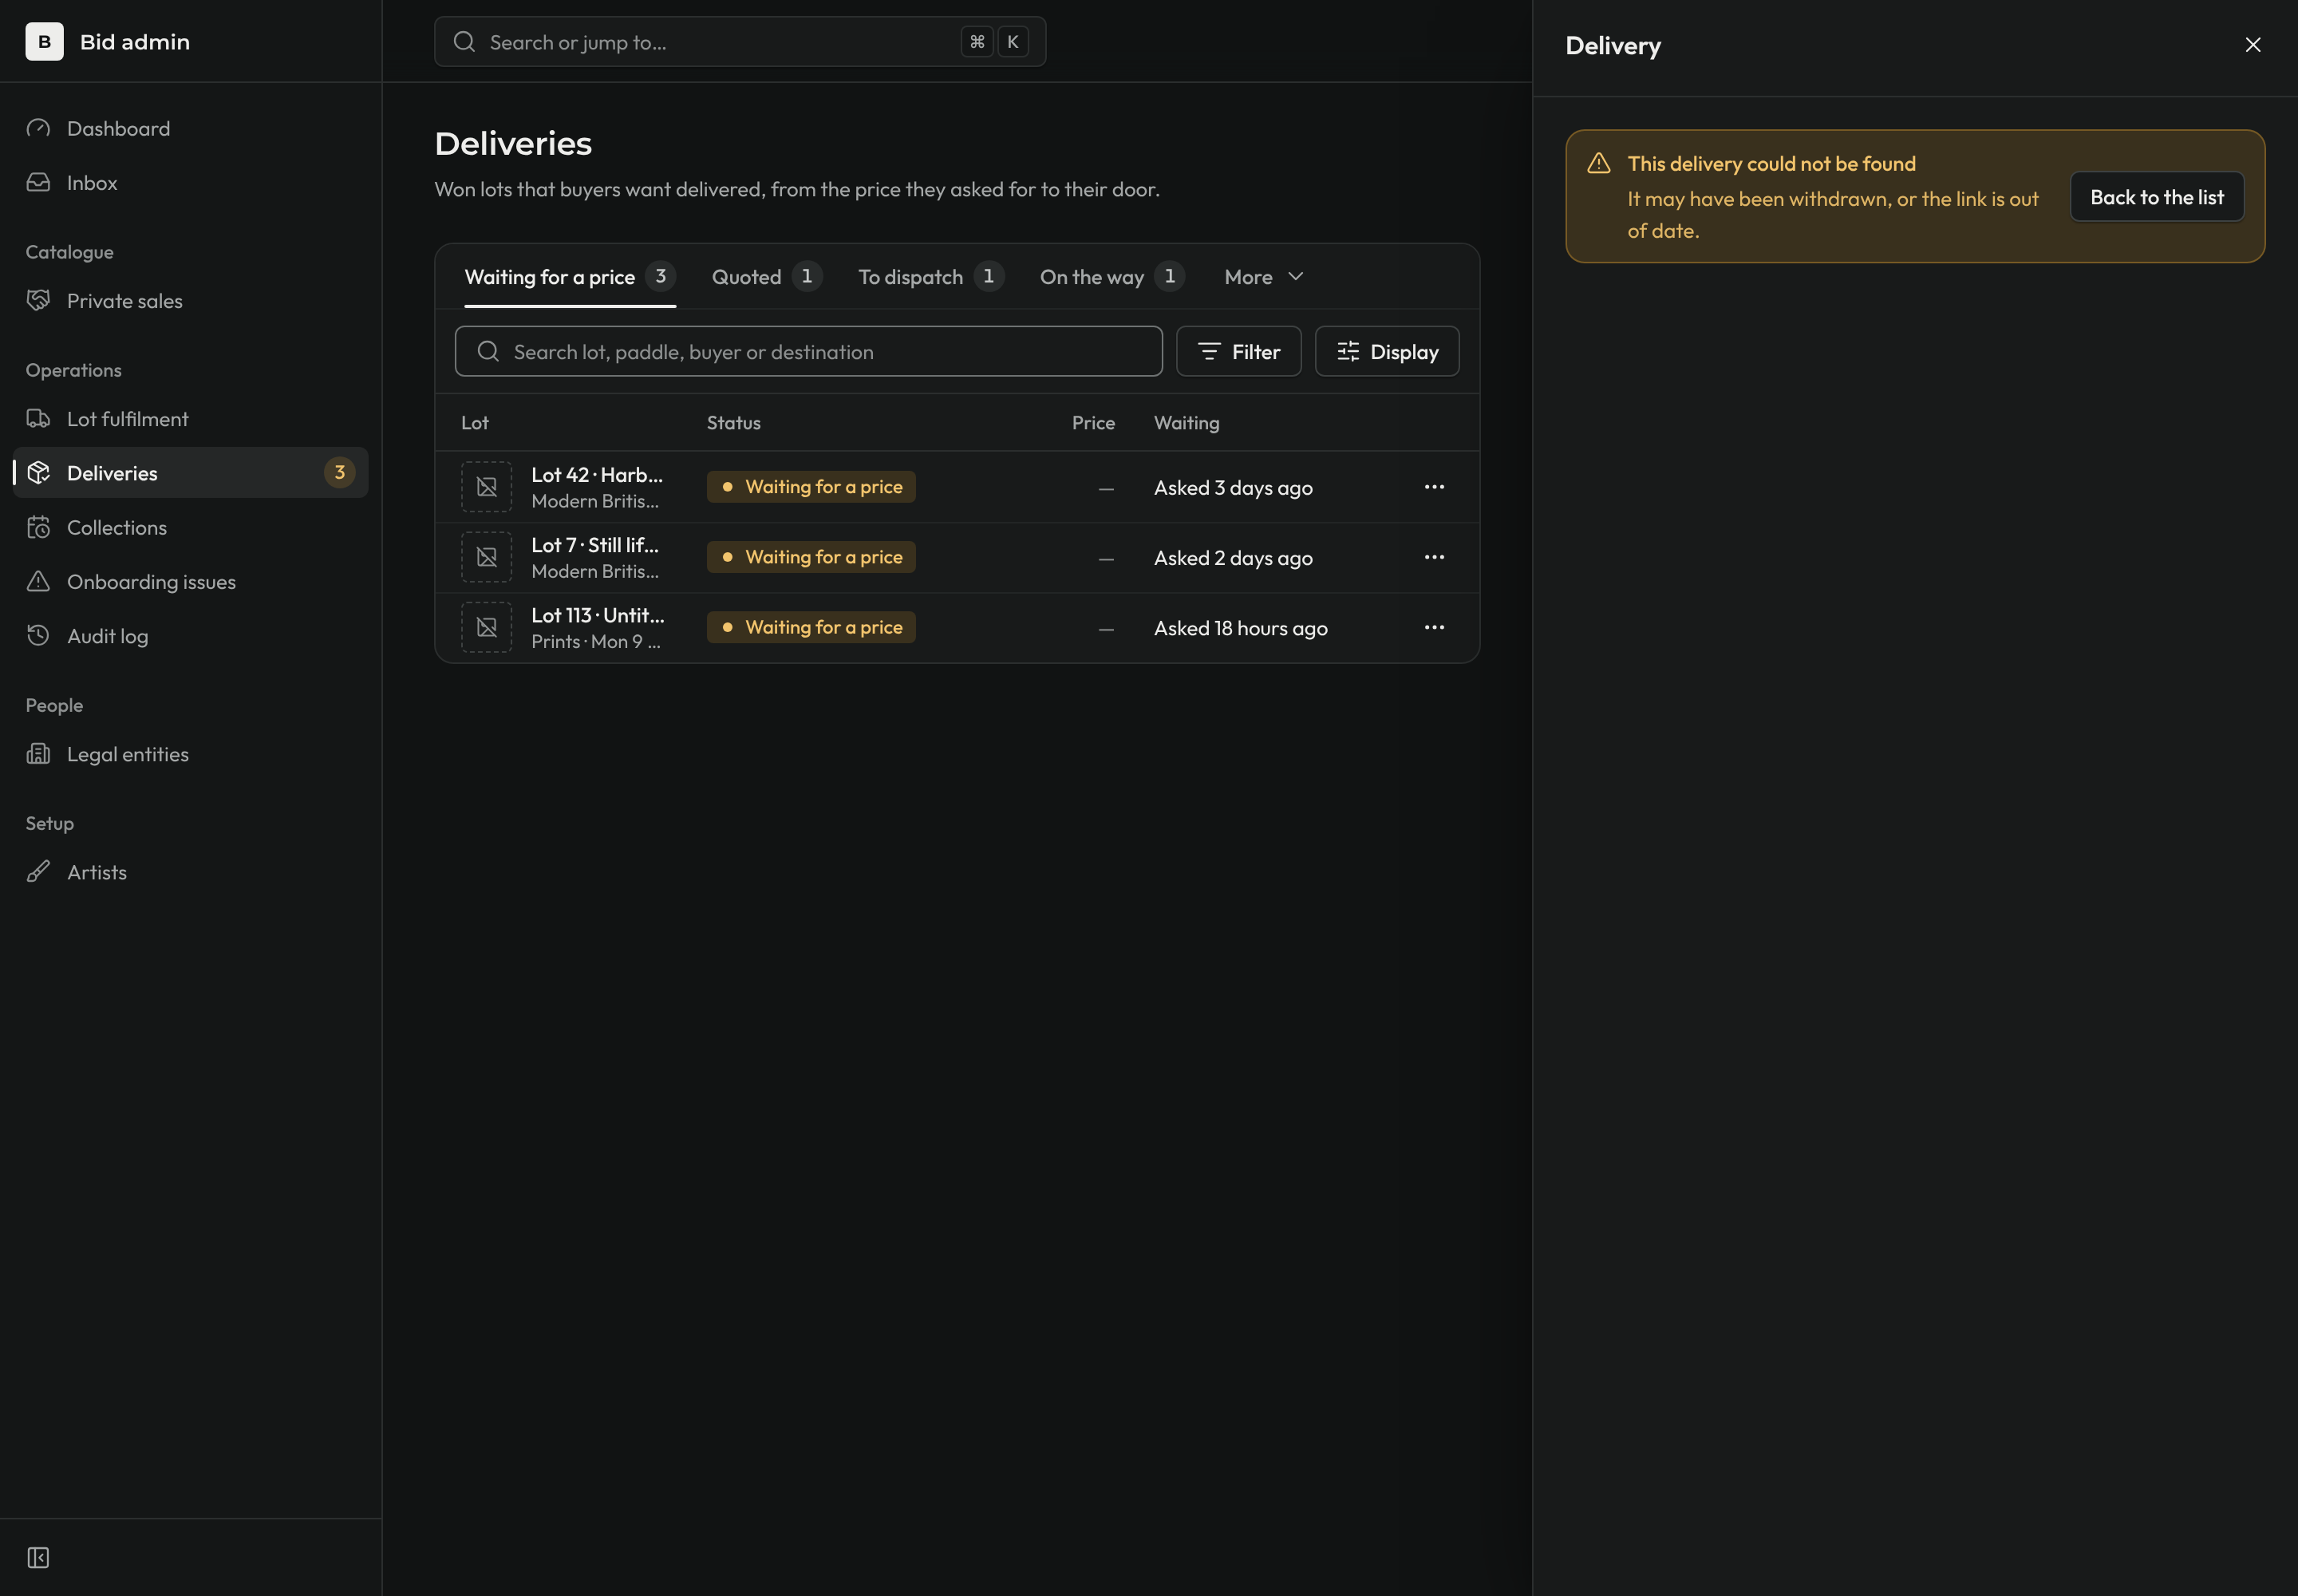 B Bid admin
Search or jump to... ⌘ K
Delivery
Dashboard
Inbox
Catalogue
Private sales
Operations
Lot fulfilment
Deliveries 3
Collections
Onboarding issues
Audit log
People
Legal entities
Setup
Artists
Deliveries
Won lots that buyers want delivered, from the price they asked for to their door.
Waiting for a price 3 Quoted 1 To dispatch 1 On the way 1 More
Search lot, paddle, buyer or destination Filter Display
Lot Status Price Waiting
Lot 42 · Harb... Waiting for a price — Asked 3 days ago
Modern Britis...
Lot 7 · Still lif... Waiting for a price — Asked 2 days ago
Modern Britis...
Lot 113 · Untit... Waiting for a price — Asked 18 hours ago
Prints · Mon 9 ...
This delivery could not be found
It may have been withdrawn, or the link is out
of date.
Back to the list